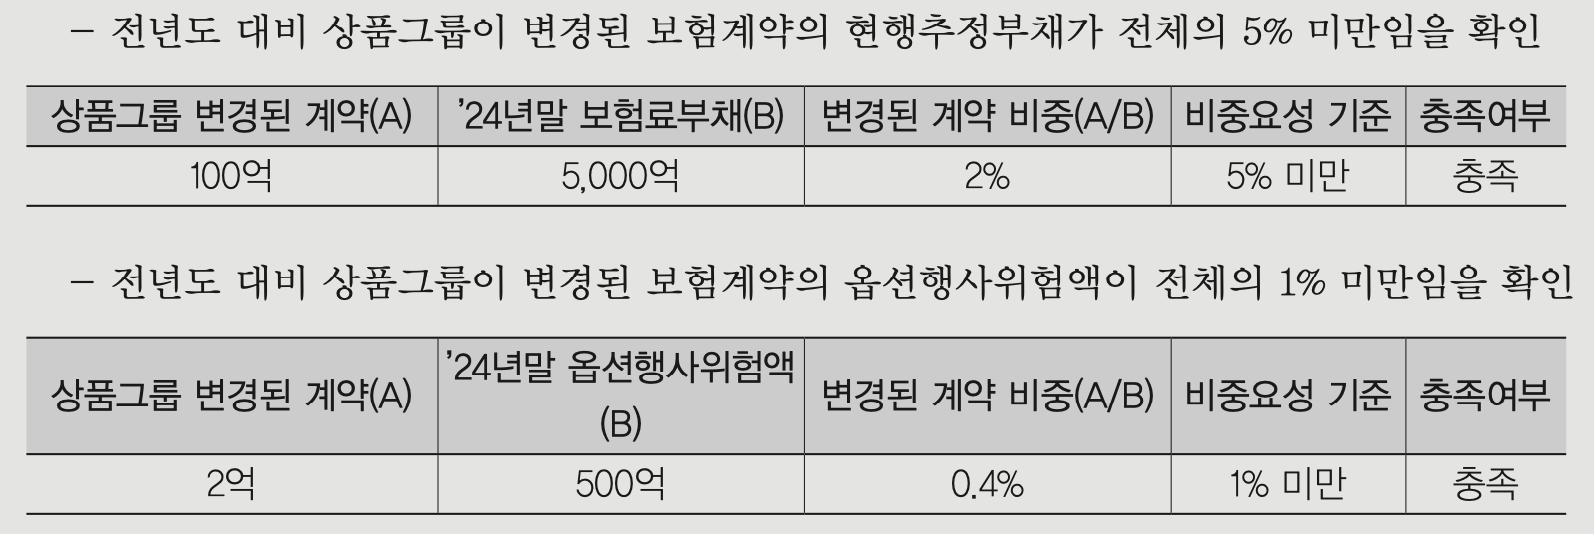 – 전년도 대비 상품그룹이 변경된 보험계약의 현행추정부채가 전체의 5% 미만임을 확인
상품그룹 변경된 계약(A) ’24년말 보험료부채(B) 변경된 계약 비중(A/B) 비중요성 기준 충족여부
100억 5,000억 2% 5% 미만 충족
– 전년도 대비 상품그룹이 변경된 보험계약의 옵션행사위험액이 전체의 1% 미만임을 확인
상품그룹 변경된 계약(A) ’24년말 옵션행사위험액 (B) 변경된 계약 비중(A/B) 비중요성 기준 충족여부
2억 500억 0.4% 1% 미만 충족